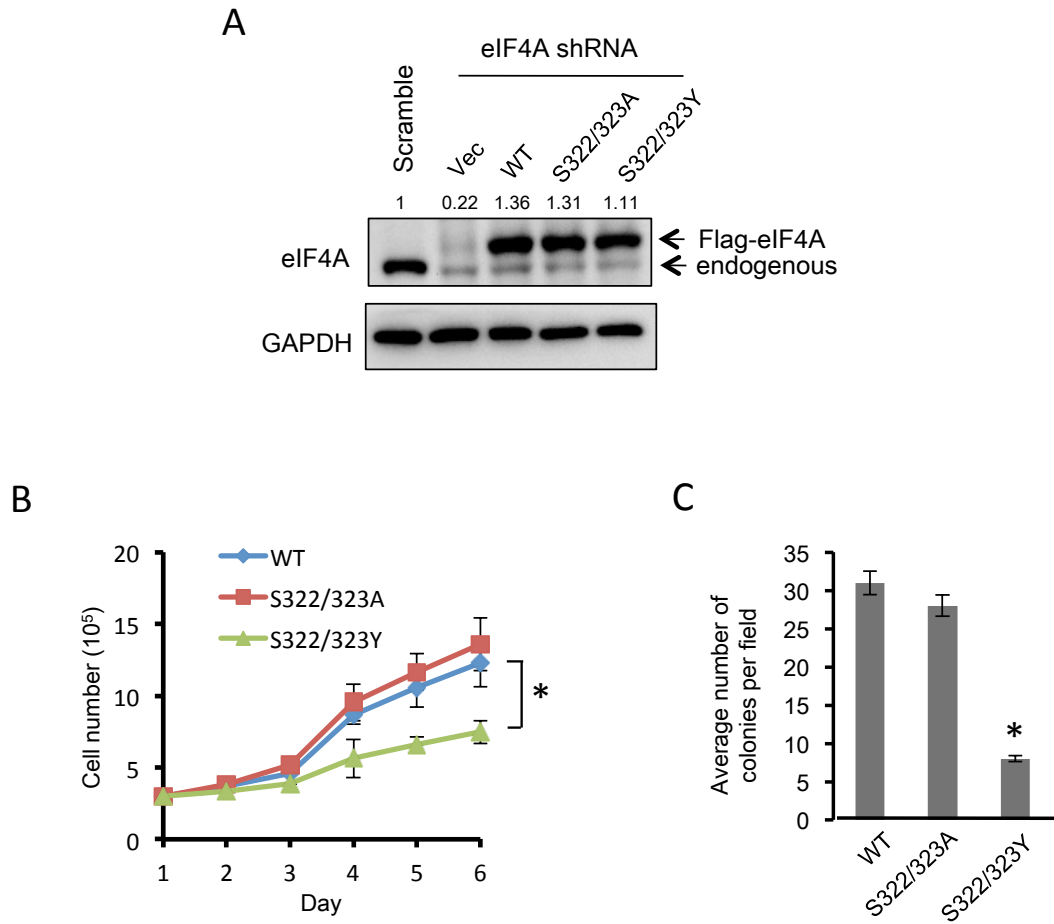 A
eIF4A shRNA
Scramble
Vec
WT
S322/323A
S322/323Y
1 0.22 1.36 1.31 1.11
eIF4A
Flag-eIF4A
endogenous
GAPDH
B
20
15
10
5
0
Cell number (10⁵)
WT
S322/323A
S322/323Y
*
1 2 3 4 5 6
Day
C
35
30
25
20
15
10
5
0
Average number of
colonies per field
*
WT
S322/323A
S322/323Y